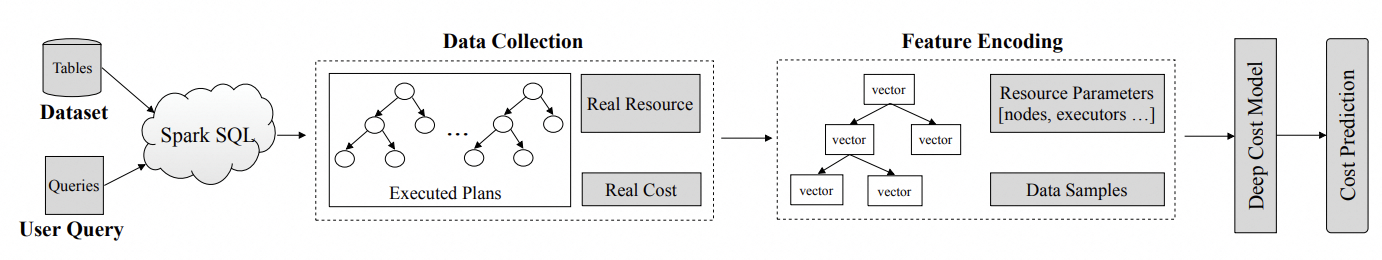 Tables
Dataset
Queries
User Query
Spark SQL
Data Collection
...
Executed Plans
Real Resource
Real Cost
Feature Encoding
vector
vector
vector
vector
vector
Resource Parameters
[nodes, executors …]
Data Samples
Deep Cost Model
Cost Prediction